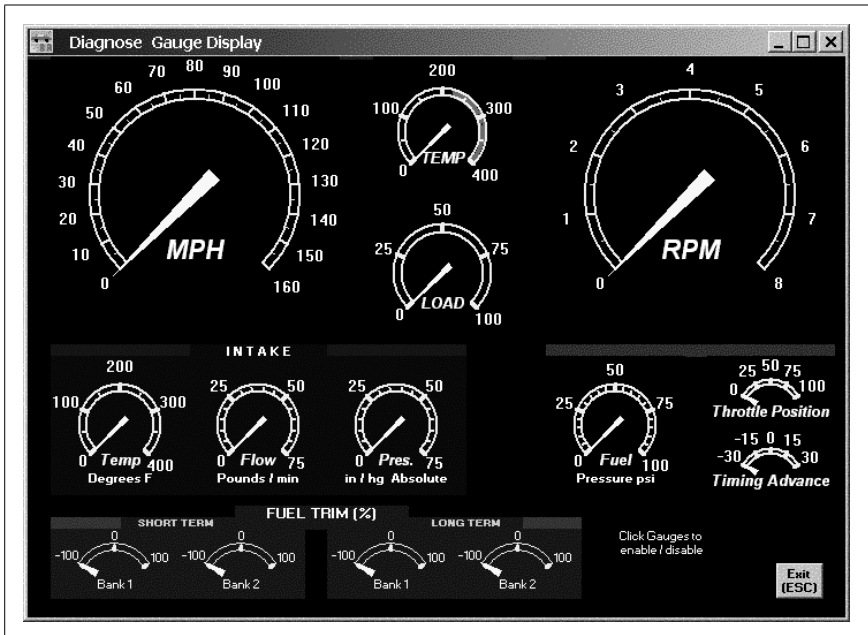 Diagnose Gauge Display
0 10 20 30 40 50 60 70 80 90 100 110 120 130 140 150 160
MPH
0 100 200 300 400
TEMP
0 25 50 75 100
LOAD
0 1 2 3 4 5 6 7 8
RPM
INTAKE
0 100 200 300 400
Temp
Degrees F
0 25 50 75
Flow
Pounds / min
0 25 50 75
Pres.
in / hg Absolute
0 25 50 75 100
Fuel
Pressure psi
0 25 50 75 100
Throttle Position
-30 -15 0 15 30
Timing Advance
FUEL TRIM (%)
SHORT TERM
-100 0 100
Bank 1
-100 0 100
Bank 2
LONG TERM
-100 0 100
Bank 1
-100 0 100
Bank 2
Click Gauges to
enable / disable
Exit
(ESC)